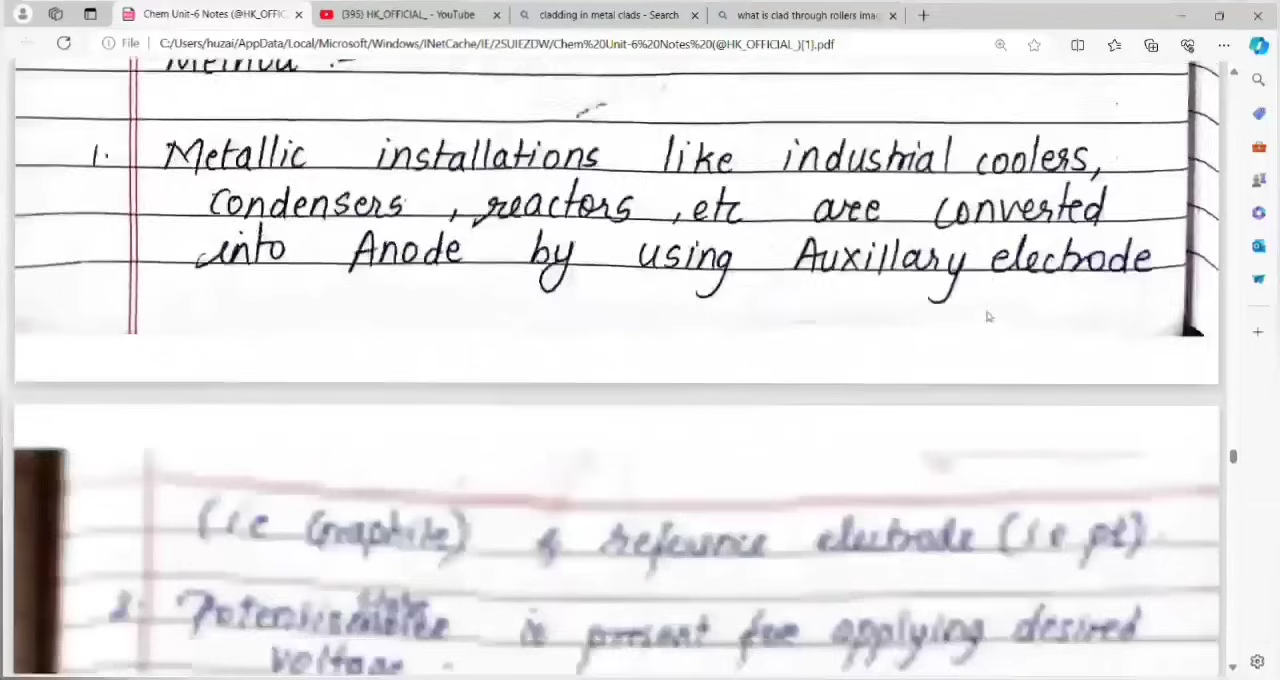 Chem Unit-6 Notes (@HK_OFFIC
(395) HK_OFFICIAL_ - YouTube
cladding in metal clads - Search
what is clad through rollers ima
File
C:/Users/huzai/AppData/Local/Microsoft/Windows/INetCache/IE/2SUIEZDW/Chem%20Unit-6%20Notes%20(@HK_OFFICIAL_)[1].pdf
Method :-
1. Metallic installations like industrial coolers,
condensers, reactors, etc are converted
into Anode by using Auxillary electrode
(i.e Graphite) & reference electrode (i.e pt)
2. is present for applying desired
voltage